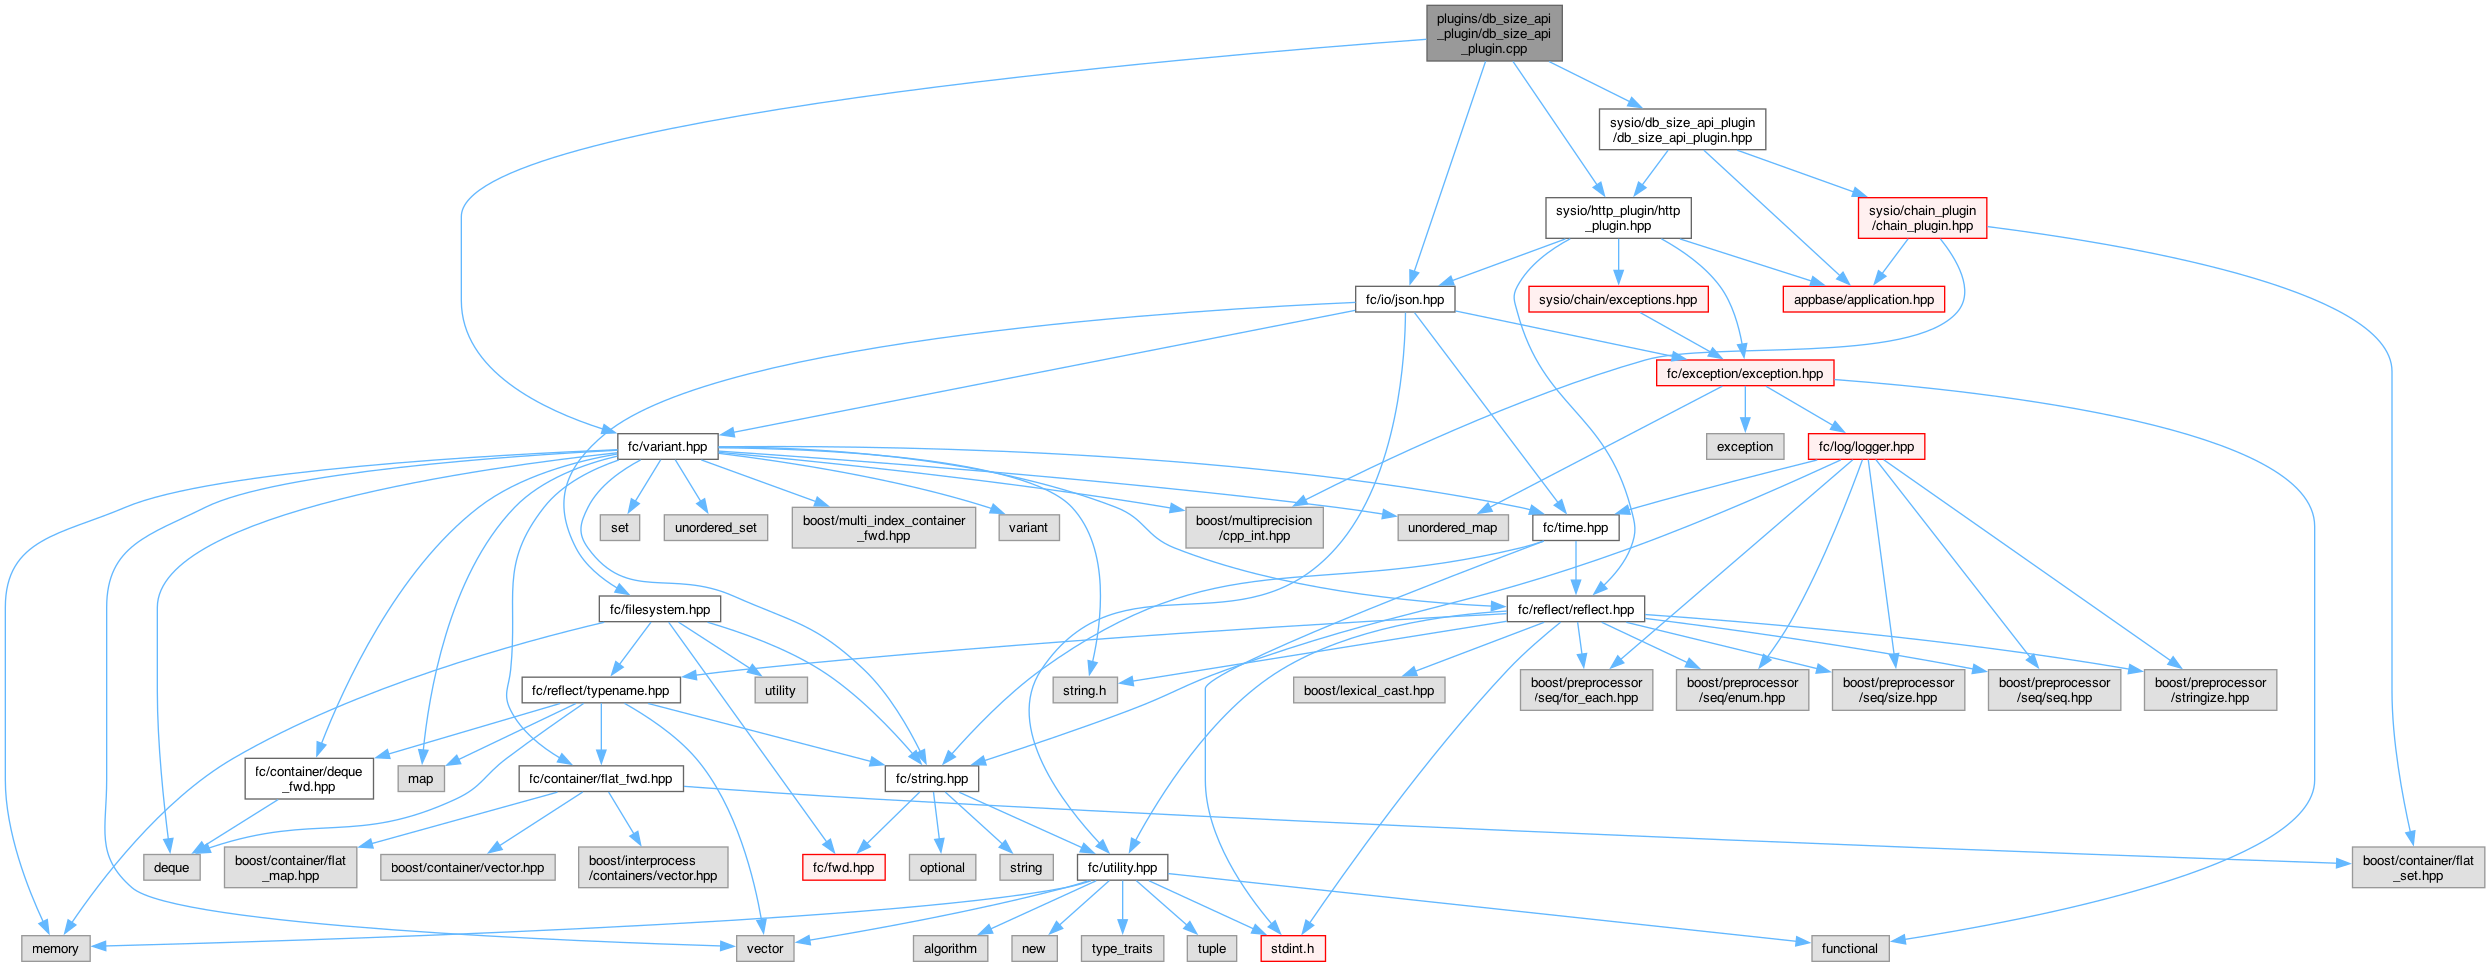 plugins/db_size_api
_plugin/db_size_api
_plugin.cpp
sysio/db_size_api_plugin
/db_size_api_plugin.hpp
sysio/http_plugin/http
_plugin.hpp
sysio/chain_plugin
/chain_plugin.hpp
fc/io/json.hpp
sysio/chain/exceptions.hpp
appbase/application.hpp
fc/exception/exception.hpp
fc/variant.hpp
exception
fc/log/logger.hpp
set
unordered_set
boost/multi_index_container
_fwd.hpp
variant
boost/multiprecision
/cpp_int.hpp
unordered_map
fc/time.hpp
fc/filesystem.hpp
fc/reflect/reflect.hpp
fc/reflect/typename.hpp
utility
string.h
boost/lexical_cast.hpp
boost/preprocessor
/seq/for_each.hpp
boost/preprocessor
/seq/enum.hpp
boost/preprocessor
/seq/size.hpp
boost/preprocessor
/seq/seq.hpp
boost/preprocessor
/stringize.hpp
fc/container/deque
_fwd.hpp
map
fc/container/flat_fwd.hpp
fc/string.hpp
deque
boost/container/flat
_map.hpp
boost/container/vector.hpp
boost/interprocess
/containers/vector.hpp
fc/fwd.hpp
optional
string
fc/utility.hpp
boost/container/flat
_set.hpp
memory
vector
algorithm
new
type_traits
tuple
stdint.h
functional